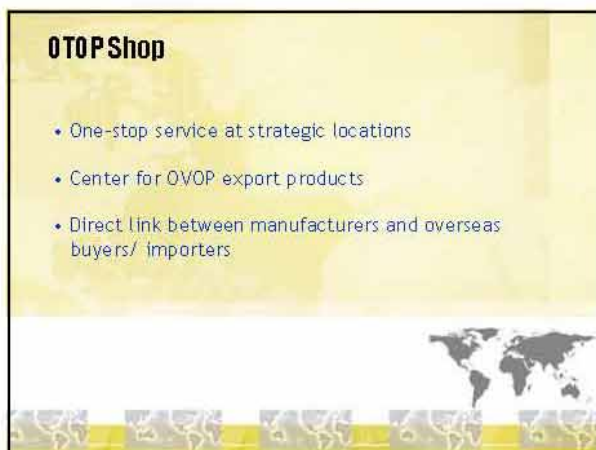 OTOP Shop
• One-stop service at strategic locations
• Center for OVOP export products
• Direct link between manufacturers and overseas
buyers/ importers